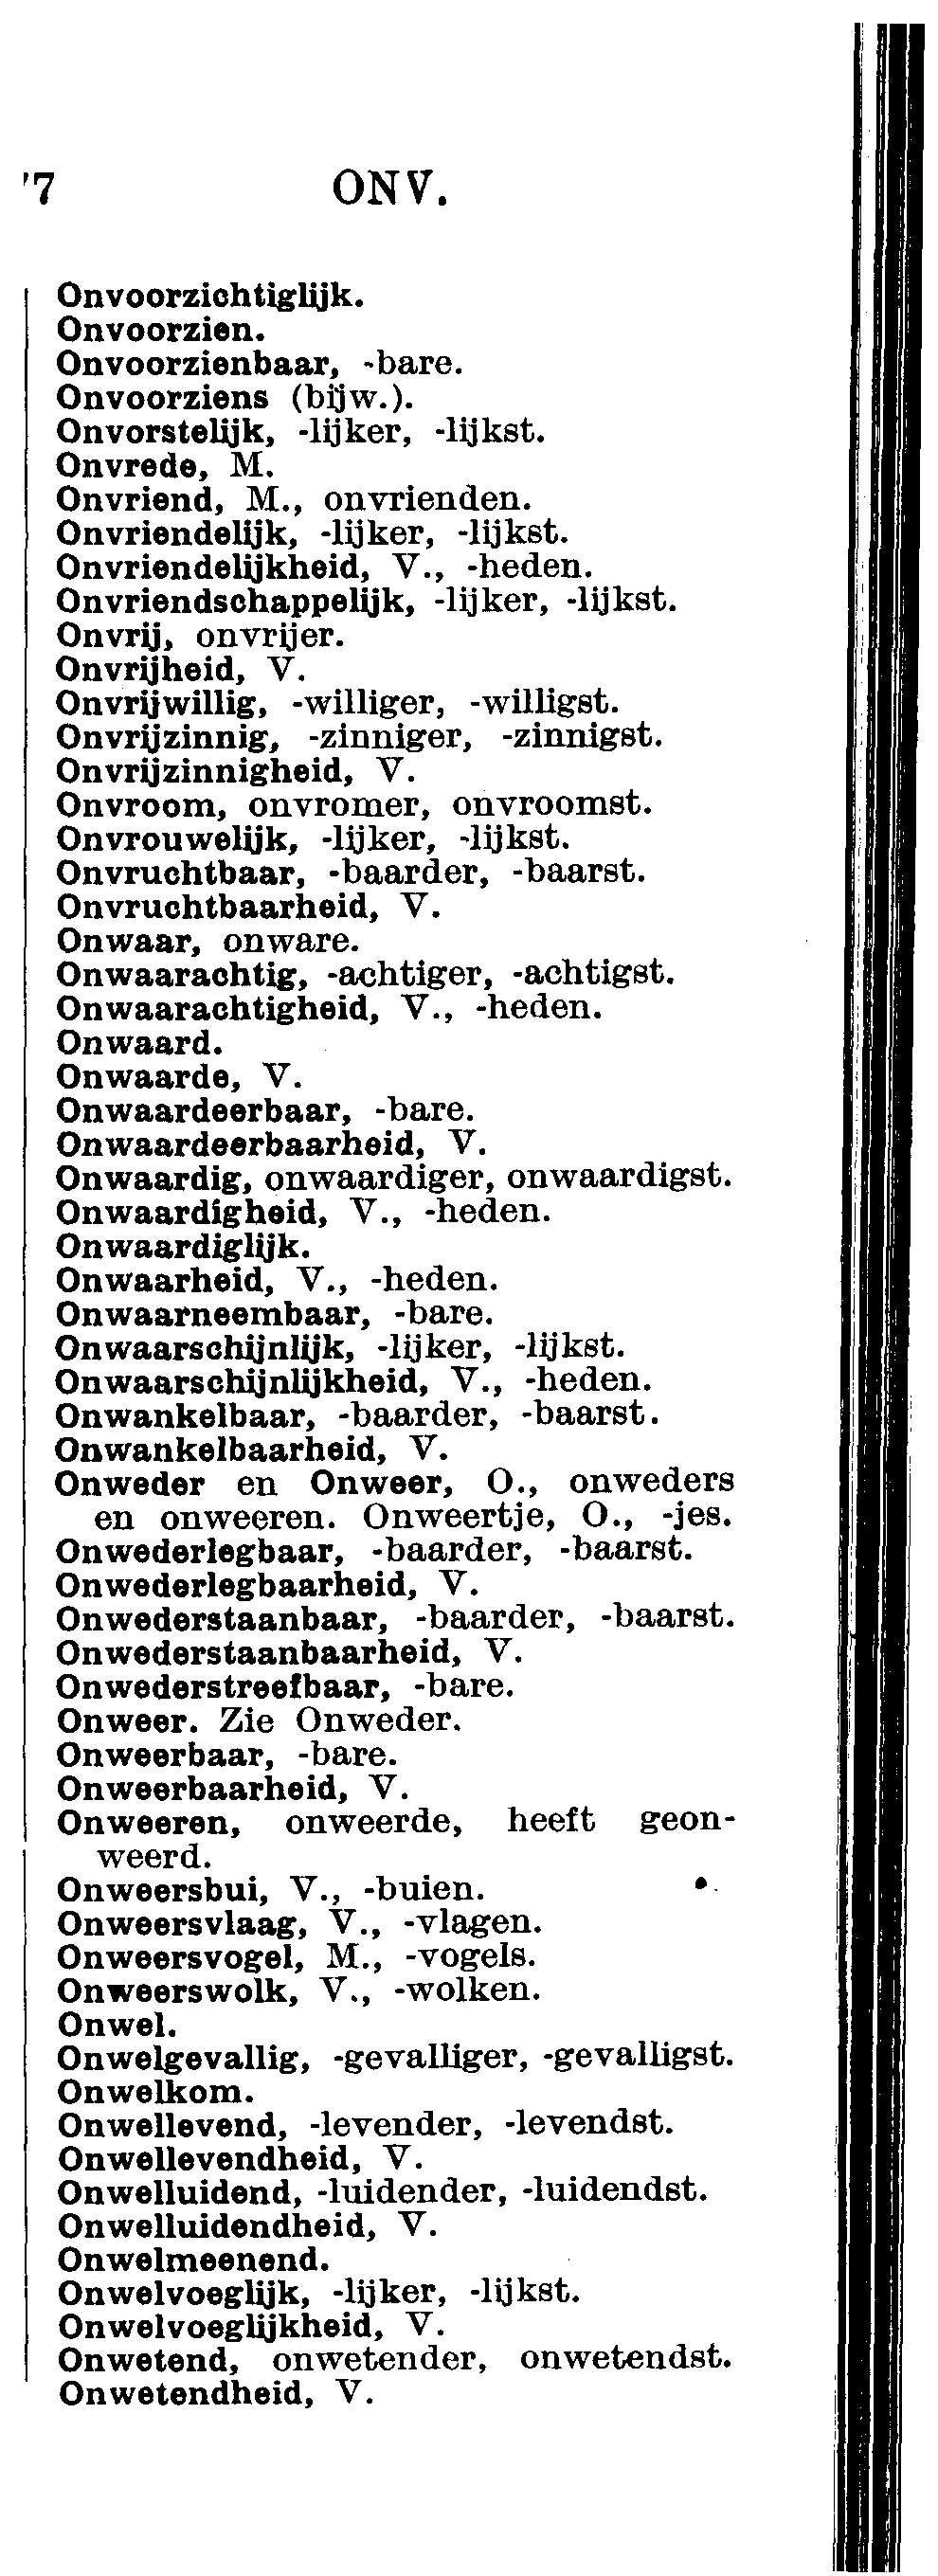 '7 ONV.
Onvoorzichtiglijk.
Onvoorzien.
Onvoorzienbaar, -bare.
Onvoorziens (bijw.).
Onvorstelijk, -lijker, -lijkst.
Onvrede, M.
Onvriend, M., onvrienden.
Onvriendelijk, -lijker, -lijkst.
Onvriendelijkheid, V., -heden.
Onvriendschappelijk, -lijker, -lijkst.
Onvrij, onvrijer.
Onvrijheid, V.
Onvrijwillig, -williger, -willigst.
Onvrijzinnig, -zinniger, -zinnigst.
Onvrijzinnigheid, V.
Onvroom, onvromer, onvroomst.
Onvrouwelijk, -lijker, -lijkst.
Onvruchtbaar, -baarder, -baarst.
Onvruchtbaarheid, V.
Onwaar, onware.
Onwaarachtig, -achtiger, -achtigst.
Onwaarachtigheid, V., -heden.
Onwaard.
Onwaarde, V.
Onwaardeerbaar, -bare.
Onwaardeerbaarheid, V.
Onwaardig, onwaardiger, onwaardigst.
Onwaardigheid, V., -heden.
Onwaardiglijk.
Onwaarheid, V., -heden.
Onwaarneembaar, -bare.
Onwaarschijnlijk, -lijker, -lijkst.
Onwaarschijnlijkheid, V., -heden.
Onwankelbaar, -baarder, -baarst.
Onwankelbaarheid, V.
Onweder en Onweer, O., onweders
en onweeren. Onweertje, O., -jes.
Onwederlegbaar, -baarder, -baarst.
Onwederlegbaarheid, V.
Onwederstaanbaar, -baarder, -baarst.
Onwederstaanbaarheid, V.
Onwederstreefbaar, -bare.
Onweer. Zie Onweder.
Onweerbaar, -bare.
Onweerbaarheid, V.
Onweeren, onweerde, heeft geon-
weerd.
Onweersbui, V., -buien.
Onweersvlaag, V., -vlagen.
Onweersvogel, M., -vogels.
Onweerswolk, V., -wolken.
Onwel.
Onwelgevallig, -gevalliger, -gevalligst.
Onwelkom.
Onwellevend, -levender, -levendst.
Onwellevendheid, V.
Onwelluidend, -luidender, -luidendst.
Onwelluidendheid, V.
Onwelmeenend.
Onwelvoeglijk, -lijker, -lijkst.
Onwelvoeglijkheid, V.
Onwetend, onwetender, onwetendst.
Onwetendheid, V.